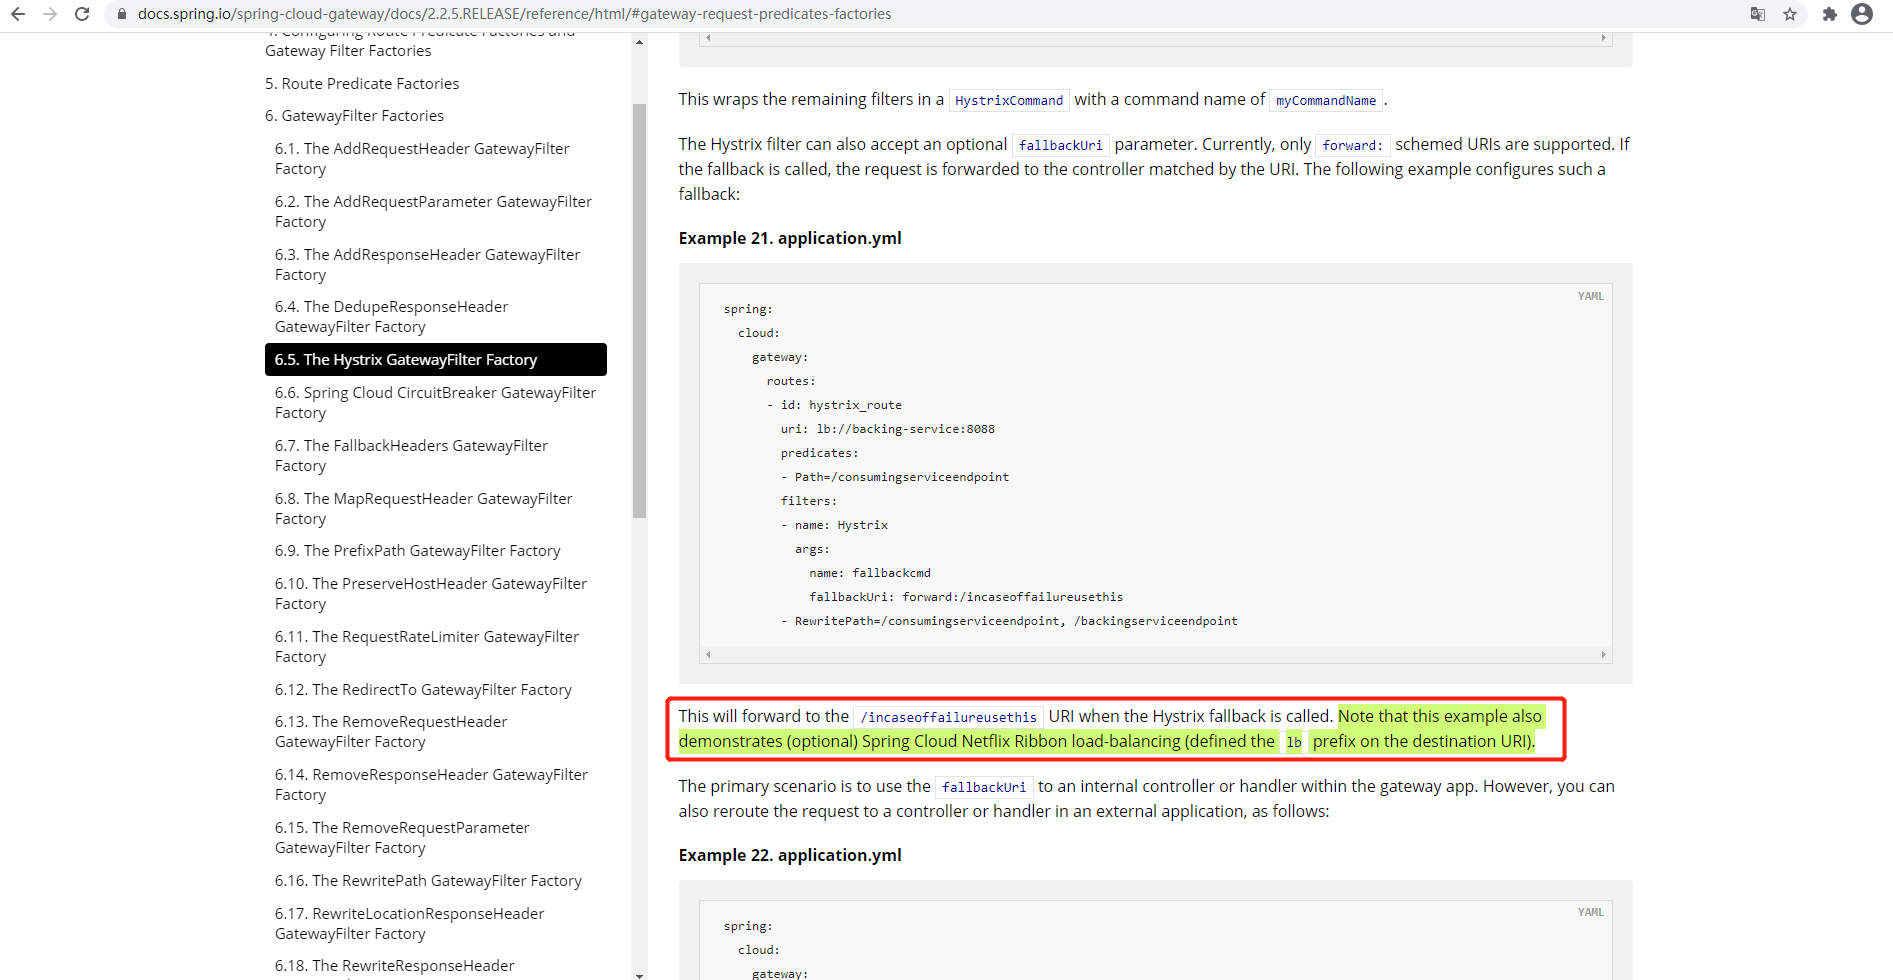 docs.spring.io/spring-cloud-gateway/docs/2.2.5.RELEASE/reference/html/#gateway-request-predicates-factories
4. Configuring Route Predicate Factories and
Gateway Filter Factories
5. Route Predicate Factories
6. GatewayFilter Factories
6.1. The AddRequestHeader GatewayFilter
Factory
6.2. The AddRequestParameter GatewayFilter
Factory
6.3. The AddResponseHeader GatewayFilter
Factory
6.4. The DedupeResponseHeader
GatewayFilter Factory
6.5. The Hystrix GatewayFilter Factory
6.6. Spring Cloud CircuitBreaker GatewayFilter
Factory
6.7. The FallbackHeaders GatewayFilter
Factory
6.8. The MapRequestHeader GatewayFilter
Factory
6.9. The PrefixPath GatewayFilter Factory
6.10. The PreserveHostHeader GatewayFilter
Factory
6.11. The RequestRateLimiter GatewayFilter
Factory
6.12. The RedirectTo GatewayFilter Factory
6.13. The RemoveRequestHeader
GatewayFilter Factory
6.14. RemoveResponseHeader GatewayFilter
Factory
6.15. The RemoveRequestParameter
GatewayFilter Factory
6.16. The RewritePath GatewayFilter Factory
6.17. RewriteLocationResponseHeader
GatewayFilter Factory
6.18. The RewriteResponseHeader
This wraps the remaining filters in a HystrixCommand with a command name of myCommandName.
The Hystrix filter can also accept an optional fallbackUri parameter. Currently, only forward: schemed URIs are supported. If
the fallback is called, the request is forwarded to the controller matched by the URI. The following example configures such a
fallback:
Example 21. application.yml
YAML
spring:
  cloud:
    gateway:
      routes:
      - id: hystrix_route
        uri: lb://backing-service:8088
        predicates:
        - Path=/consumingserviceendpoint
        filters:
        - name: Hystrix
          args:
            name: fallbackcmd
            fallbackUri: forward:/incaseoffailureusethis
        - RewritePath=/consumingserviceendpoint, /backingserviceendpoint
This will forward to the /incaseoffailureusethis URI when the Hystrix fallback is called. Note that this example also
demonstrates (optional) Spring Cloud Netflix Ribbon load-balancing (defined the lb prefix on the destination URI).
The primary scenario is to use the fallbackUri to an internal controller or handler within the gateway app. However, you can
also reroute the request to a controller or handler in an external application, as follows:
Example 22. application.yml
YAML
spring:
  cloud:
    gateway: